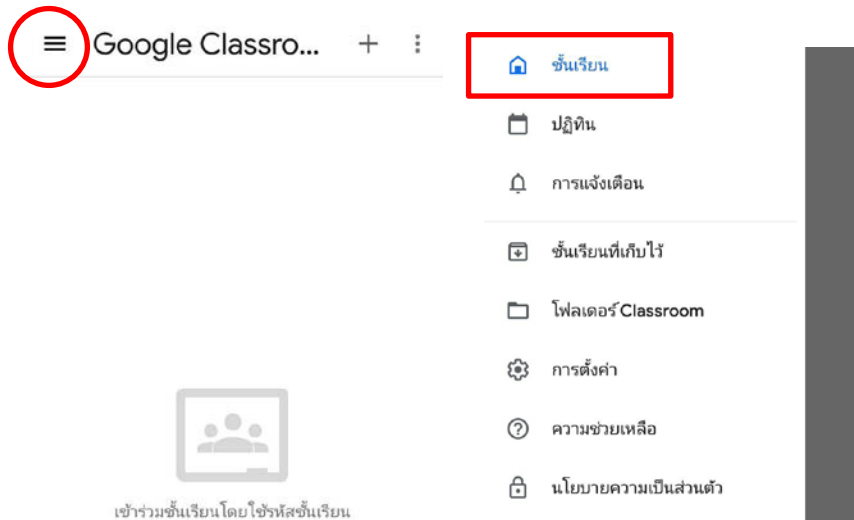 Google Classro...
เข้าร่วมชั้นเรียนโดยใช้รหัสชั้นเรียน
ชั้นเรียน
ปฏิทิน
การแจ้งเตือน
ชั้นเรียนที่เก็บไว้
โฟลเดอร์ Classroom
การตั้งค่า
ความช่วยเหลือ
นโยบายความเป็นส่วนตัว